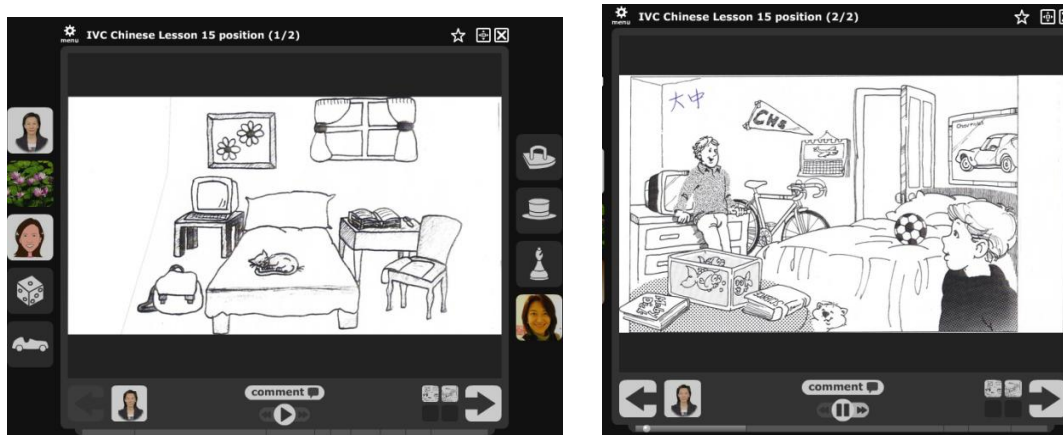 menu
IVC Chinese Lesson 15 position (1/2)
comment
menu
IVC Chinese Lesson 15 position (2/2)
大中
CHS
Chevrolet
comment